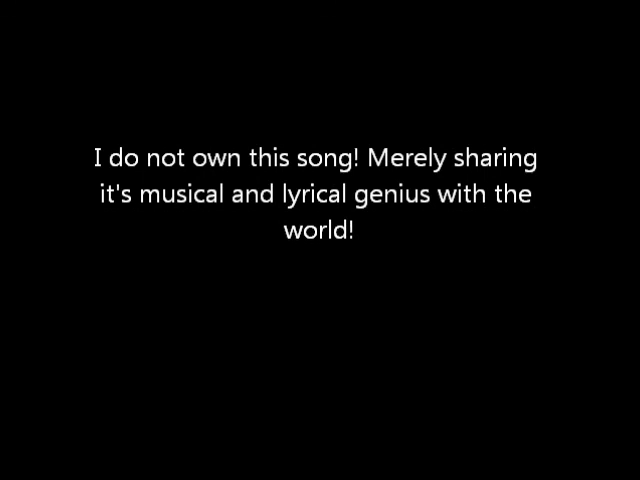 I do not own this song! Merely sharing
it's musical and lyrical genius with the
world!